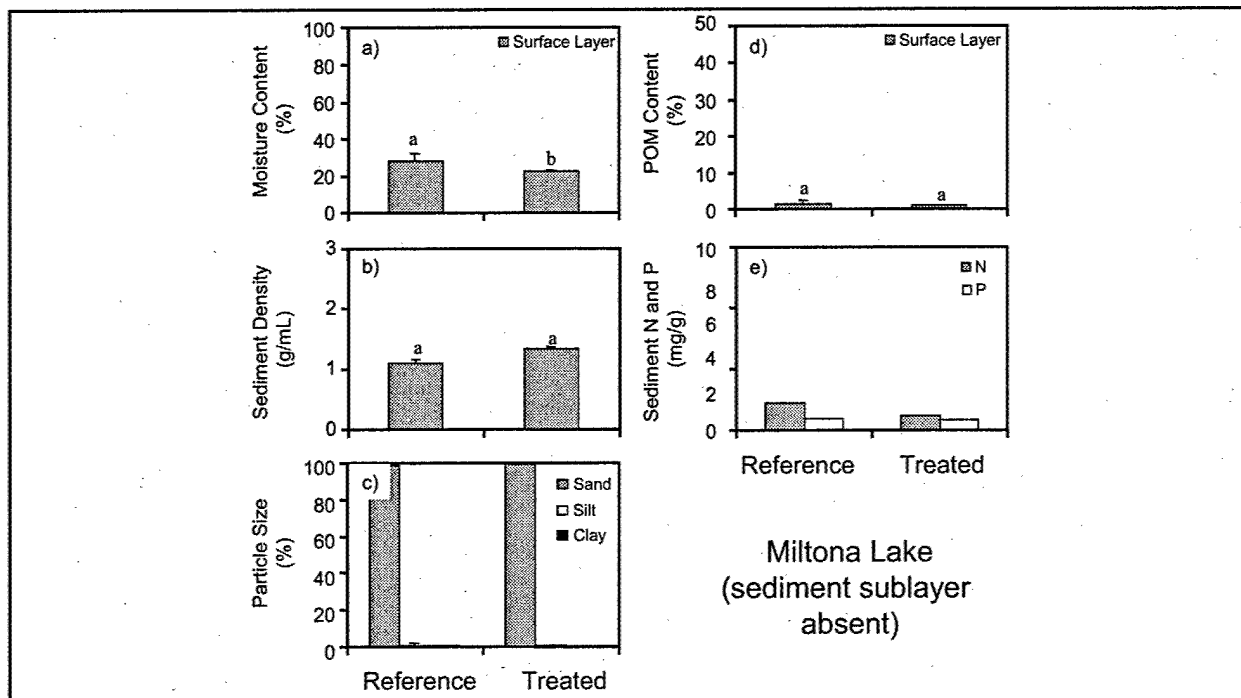 a)
Surface Layer
Moisture Content
(%)
100
80
60
40
20
0
a
b
b)
Sediment Density
(g/mL)
3
2
1
0
a
a
c)
Sand
Silt
Clay
Particle Size
(%)
100
80
60
40
20
0
Reference
Treated
d)
Surface Layer
POM Content
(%)
50
40
30
20
10
0
a
a
e)
N
P
Sediment N and P
(mg/g)
10
8
6
4
2
0
Reference
Treated
Miltona Lake
(sediment sublayer
absent)